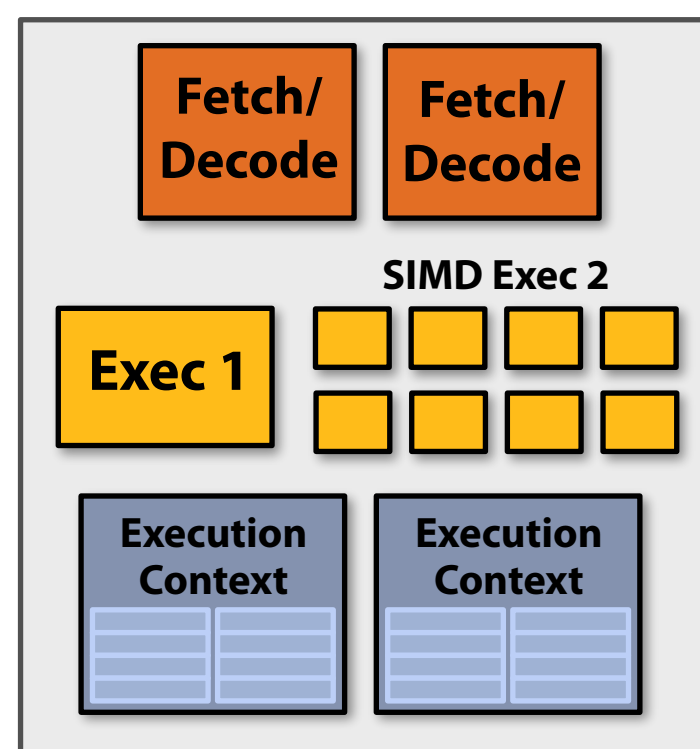 Fetch/
Decode
Fetch/
Decode
SIMD Exec 2
Exec 1
Execution
Context
Execution
Context